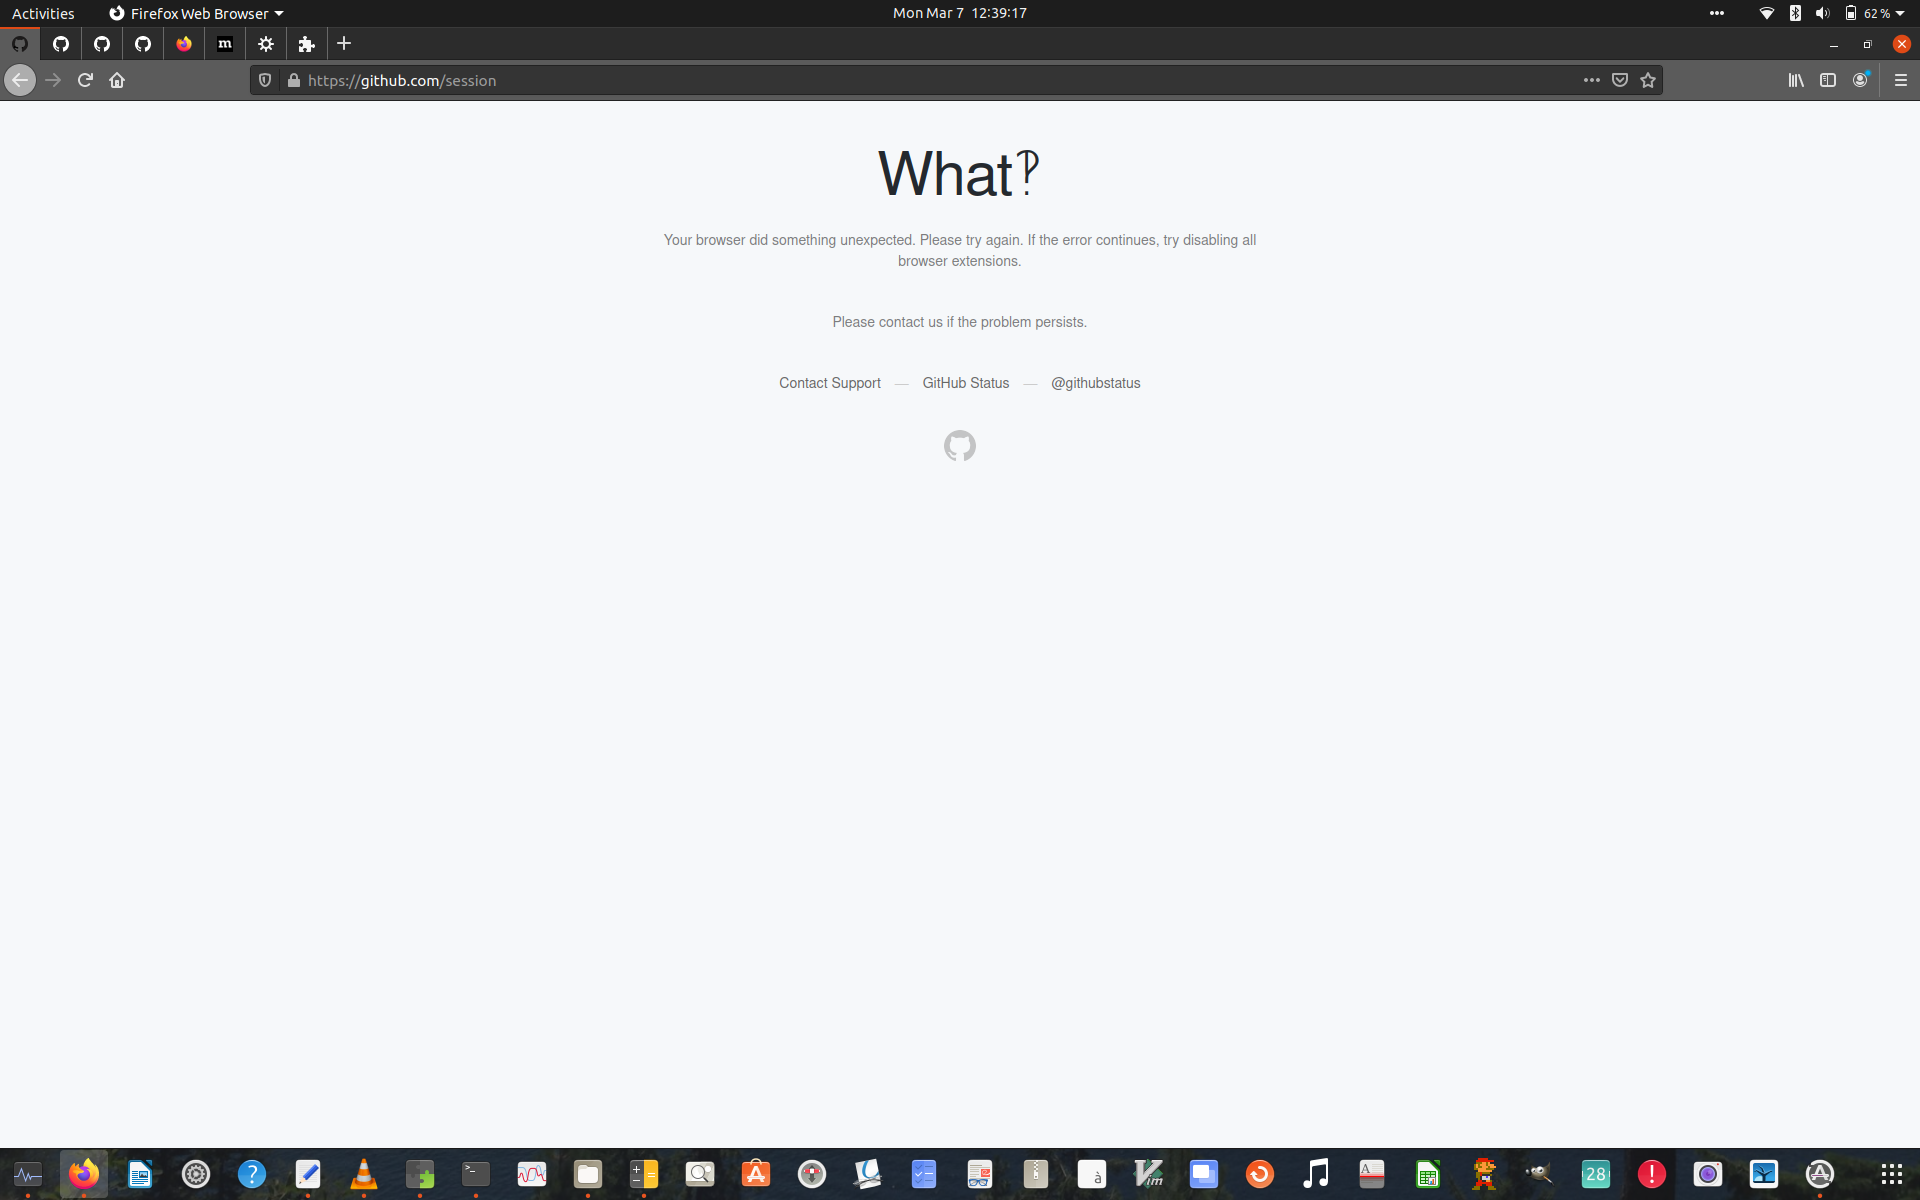 Activities
Firefox Web Browser
Mon Mar 7 12:39:17
62 %
m
https://github.com/session
What‽
Your browser did something unexpected. Please try again. If the error continues, try disabling all
browser extensions.
Please contact us if the problem persists.
Contact Support — GitHub Status — @githubstatus
?
>_
à
Vim
A
28
!